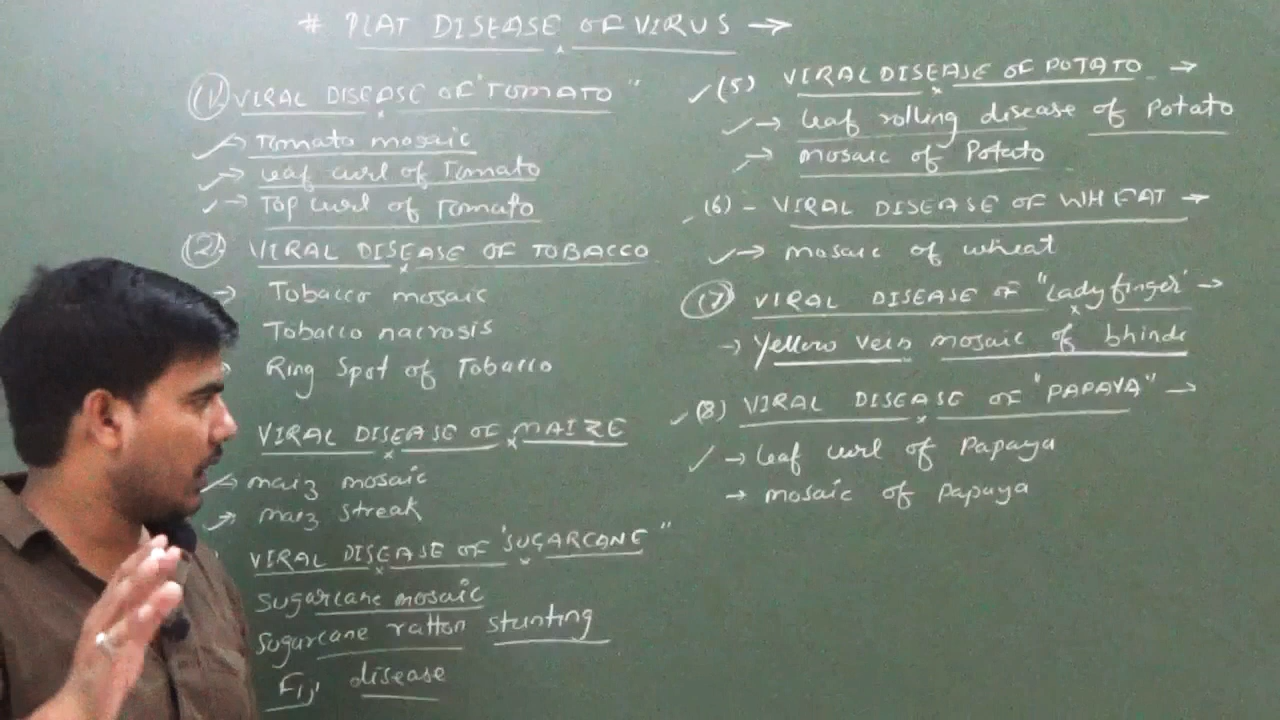 # PLAT DISEASE OF VIRUS →
(1) VIRAL DISEASE OF "TOMATO"
→ Tomato mosaic
→ Leaf curl of Tomato
→ Top curl of Tomato
(2) VIRAL DISEASE OF TOBACCO
→ Tobacco mosaic
Tobacco nacrosis
Ring Spot of Tobacco
VIRAL DISEASE OF MAIZE
→ maiz mosaic
→ maiz streak
VIRAL DISEASE OF "SUGARCANE"
Sugarcane mosaic
Sugarcane ratton stunting
Fiji disease
(5) VIRAL DISEASE OF POTATO →
→ Leaf rolling disease of Potato
→ mosaic of Potato
(6) - VIRAL DISEASE OF WHEAT →
→ mosaic of wheat
(7) VIRAL DISEASE OF "Lady finger" →
→ Yellow vein mosaic of bhindi
(8) VIRAL DISEASE OF "PAPAYA" →
→ Leaf curl of Papaya
→ mosaic of Papaya